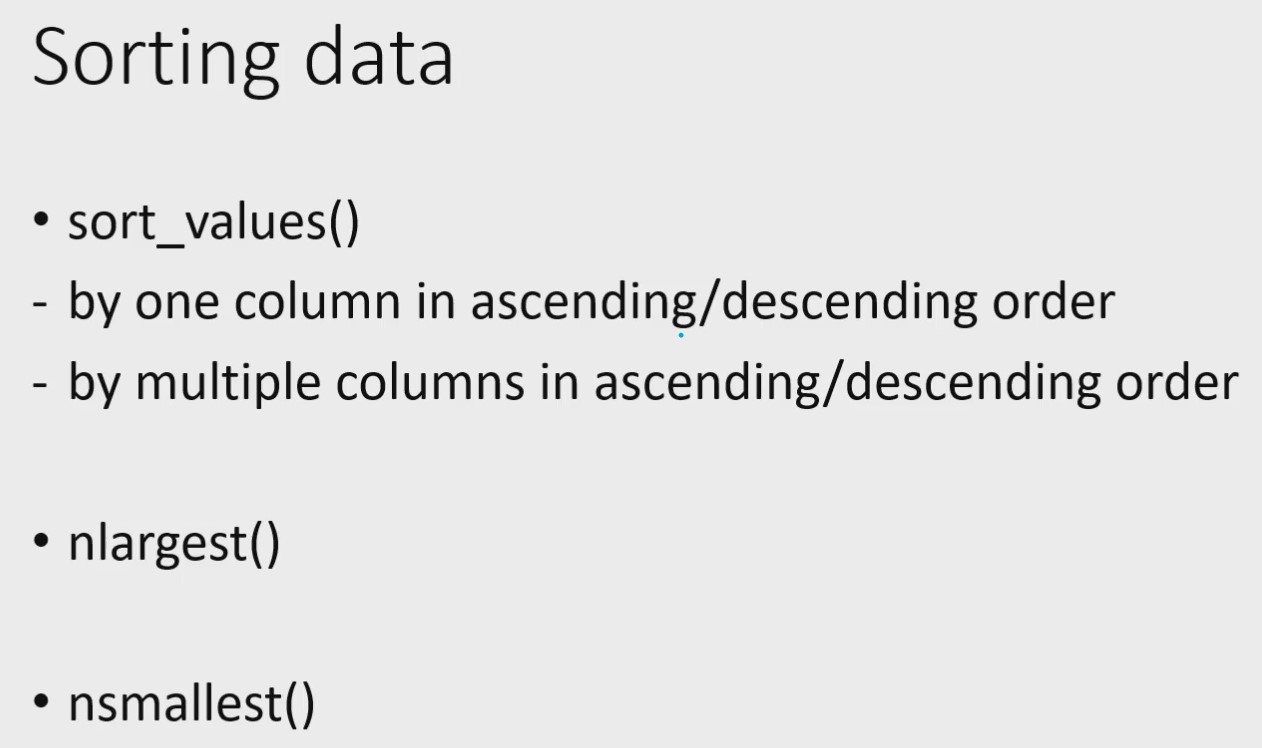 Sorting data
• sort_values()
- by one column in ascending/descending order
- by multiple columns in ascending/descending order
• nlargest()
• nsmallest()